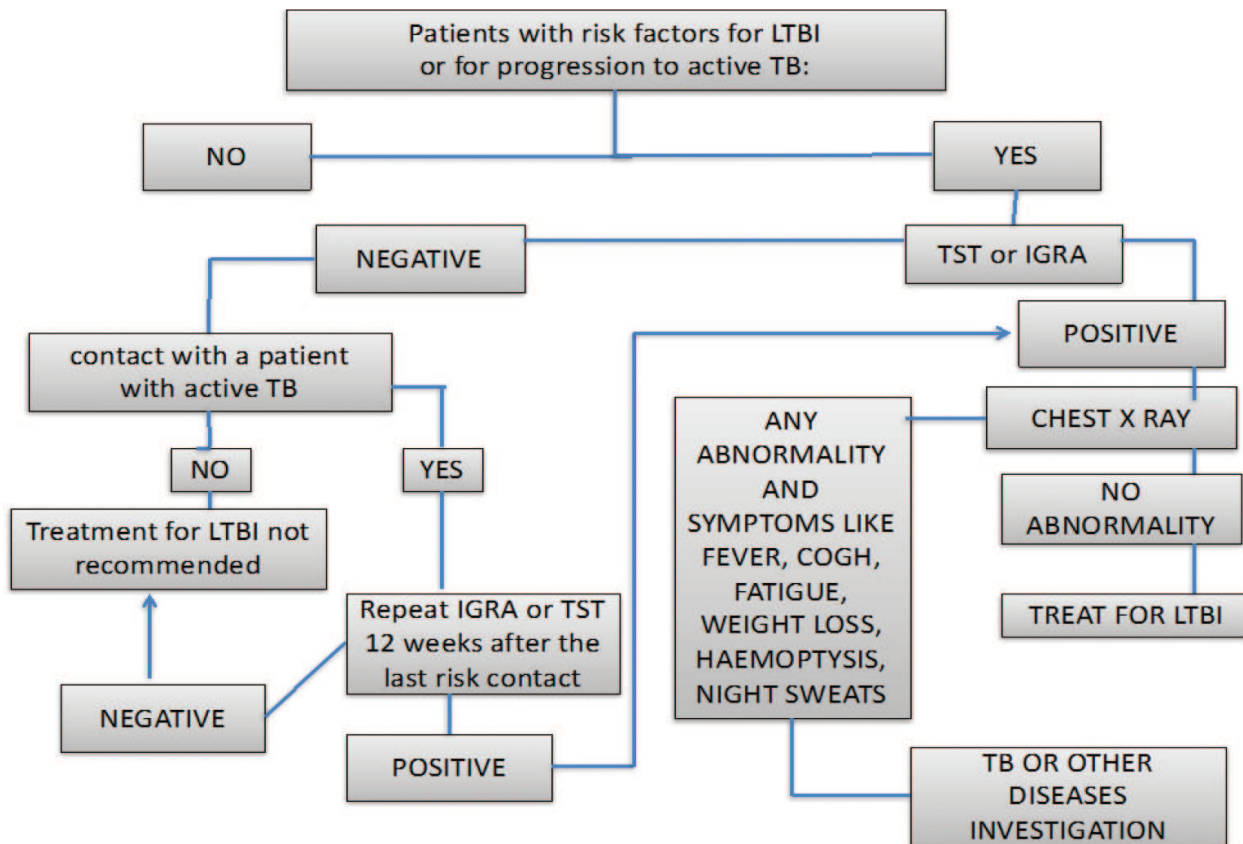 Patients with risk factors for LTBI
or for progression to active TB:
NO
YES
NEGATIVE
TST or IGRA
POSITIVE
contact with a patient
with active TB
CHEST X RAY
ANY
ABNORMALITY
AND
SYMPTOMS LIKE
FEVER, COGH,
FATIGUE,
WEIGHT LOSS,
HAEMOPTYSIS,
NIGHT SWEATS
NO
YES
NO
ABNORMALITY
Treatment for LTBI not
recommended
TREAT FOR LTBI
Repeat IGRA or TST
12 weeks after the
last risk contact
NEGATIVE
POSITIVE
TB OR OTHER
DISEASES
INVESTIGATION